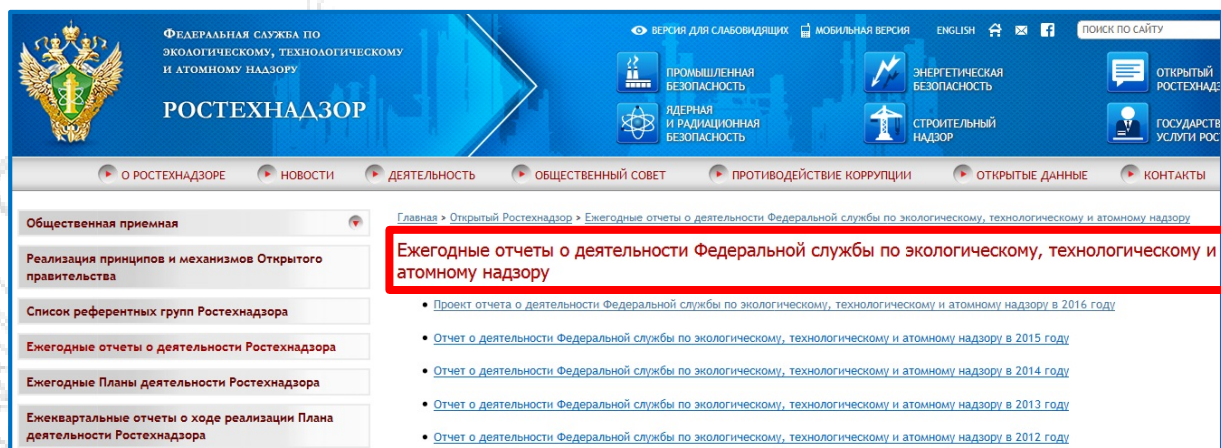 Федеральная служба по
экологическому, технологическому
и атомному надзору
РОСТЕХНАДЗОР
ВЕРСИЯ ДЛЯ СЛАБОВИДЯЩИХ МОБИЛЬНАЯ ВЕРСИЯ ENGLISH ПОИСК ПО САЙТУ
ПРОМЫШЛЕННАЯ
БЕЗОПАСНОСТЬ
ЭНЕРГЕТИЧЕСКАЯ
БЕЗОПАСНОСТЬ
ОТКРЫТЫЙ
РОСТЕХНАДЗ
ЯДЕРНАЯ
И РАДИАЦИОННАЯ
БЕЗОПАСНОСТЬ
СТРОИТЕЛЬНЫЙ
НАДЗОР
ГОСУДАРСТВ
УСЛУГИ РОС
О РОСТЕХНАДЗОРЕ НОВОСТИ ДЕЯТЕЛЬНОСТЬ ОБЩЕСТВЕННЫЙ СОВЕТ ПРОТИВОДЕЙСТВИЕ КОРРУПЦИИ ОТКРЫТЫЕ ДАННЫЕ КОНТАКТЫ
Общественная приемная
Реализация принципов и механизмов Открытого
правительства
Список референтных групп Ростехнадзора
Ежегодные отчеты о деятельности Ростехнадзора
Ежегодные Планы деятельности Ростехнадзора
Ежеквартальные отчеты о ходе реализации Плана
деятельности Ростехнадзора
Главная > Открытый Ростехнадзор > Ежегодные отчеты о деятельности Федеральной службы по экологическому, технологическому и атомному надзору
Ежегодные отчеты о деятельности Федеральной службы по экологическому, технологическому и
атомному надзору
• Проект отчета о деятельности Федеральной службы по экологическому, технологическому и атомному надзору в 2016 году
• Отчет о деятельности Федеральной службы по экологическому, технологическому и атомному надзору в 2015 году
• Отчет о деятельности Федеральной службы по экологическому, технологическому и атомному надзору в 2014 году
• Отчет о деятельности Федеральной службы по экологическому, технологическому и атомному надзору в 2013 году
• Отчет о деятельности Федеральной службы по экологическому, технологическому и атомному надзору в 2012 году